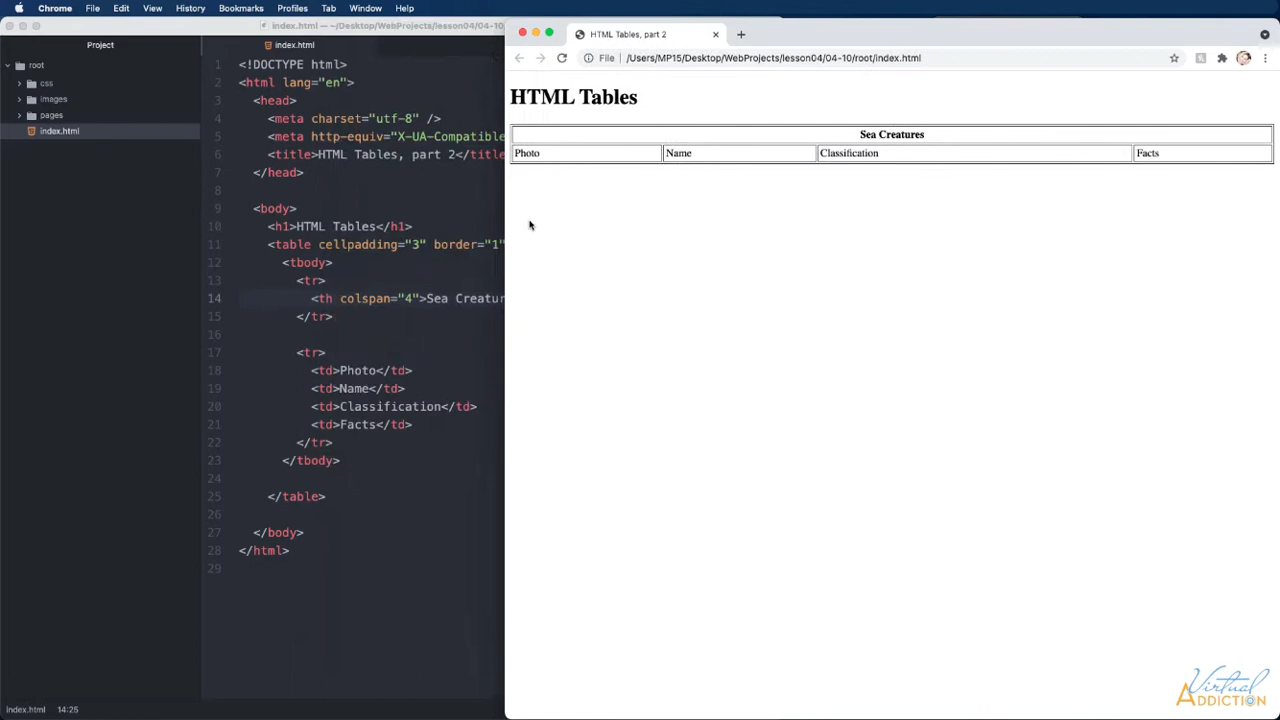 Chrome File Edit View History Bookmarks Profiles Tab Window Help
index.html — ~/Desktop/WebProjects/lesson04/04-10
Project
index.html
root
css
images
pages
index.html
1 <!DOCTYPE html>
2 <html lang="en">
3 <head>
4 <meta charset="utf-8" />
5 <meta http-equiv="X-UA-Compatible
6 <title>HTML Tables, part 2</title
7 </head>
8
9 <body>
10 <h1>HTML Tables</h1>
11 <table cellpadding="3" border="1"
12 <tbody>
13 <tr>
14 <th colspan="4">Sea Creatur
15 </tr>
16
17 <tr>
18 <td>Photo</td>
19 <td>Name</td>
20 <td>Classification</td>
21 <td>Facts</td>
22 </tr>
23 </tbody>
24
25 </table>
26
27 </body>
28 </html>
29
index.html 14:25
HTML Tables, part 2
File /Users/MP15/Desktop/WebProjects/lesson04/04-10/root/index.html
HTML Tables
Sea Creatures
Photo Name Classification Facts
Virtual
ADDICTION